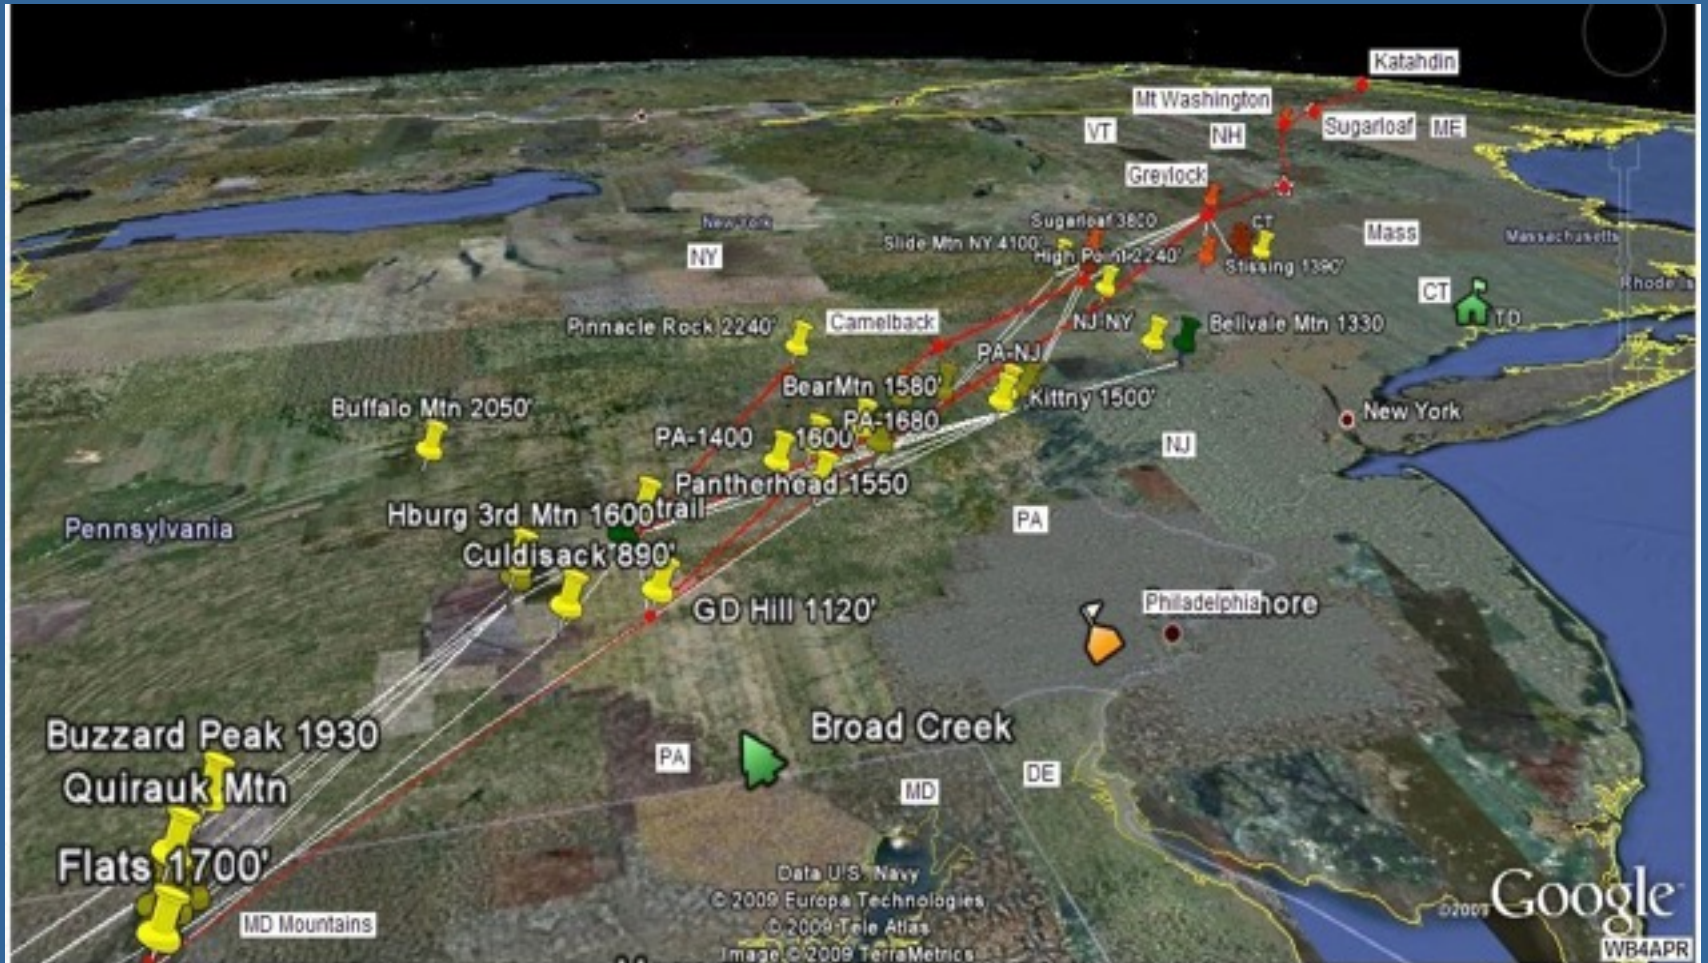 Katahdin
Mt Washington
Sugarloaf
ME
VT
NH
Greylock
Sugarloaf 3800
CT
New York
Slide Mtn NY 4100'
High Point 2240'
Mass
Massachusetts
NY
Stissing 1390'
CT
TD
Pinnacle Rock 2240'
Camelback
NJ-NY
Bellvale Mtn 1330
PA-NJ
BearMtn 1580'
Kittny 1500'
Buffalo Mtn 2050'
New York
PA-1680
PA-1400
1600
NJ
Pantherhead 1550
Hburg 3rd Mtn 1600
trail
PA
Pennsylvania
Culdisack 890'
GD Hill 1120'
Philadelphia
Broad Creek
Buzzard Peak 1930
PA
DE
Quirauk Mtn
MD
Flats 1700'
MD Mountains
Data U.S. Navy
© 2009 Europa Technologies
© 2009 Tele Atlas
Image © 2009 TerraMetrics
©2009 Google
WB4APR